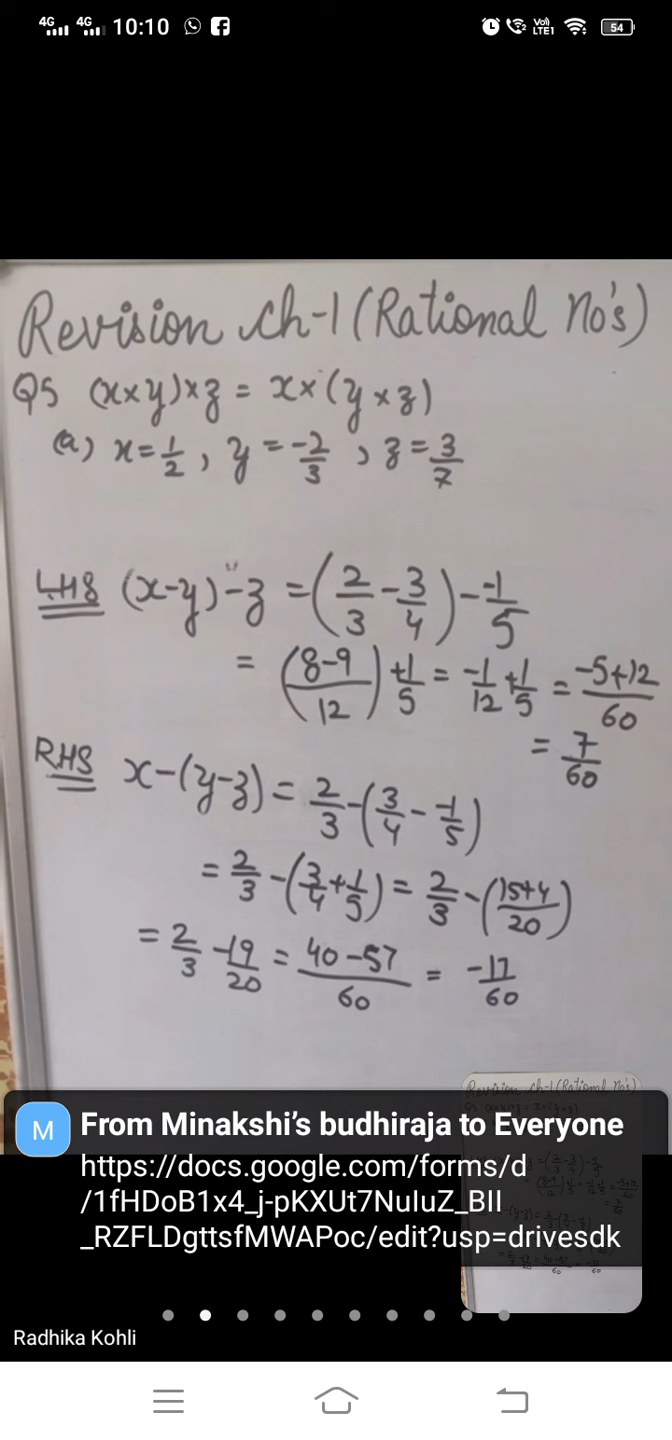 4G 4G 10:10 Vo) LTE1 54
Revision Ch-1 (Rational No's)
Q5 (x×y)×z = x×(y×z)
(a) x = 1/2, y = -2/3, z = 3/7
LHS (x-y)-z = (2/3 - 3/4) - -1/5
= (8-9/12) + 1/5 = -1/12 + 1/5 = -5+12/60
= 7/60
RHS x-(y-z) = 2/3 - (3/4 - -1/5)
= 2/3 - (3/4 + 1/5) = 2/3 - (15+4/20)
= 2/3 - 19/20 = 40-57/60 = -17/60
M From Minakshi's budhiraja to Everyone
https://docs.google.com/forms/d
/1fHDoB1x4_j-pKXUt7NuIuZ_BII
_RZFLDgttsfMWAPoc/edit?usp=drivesdk
Radhika Kohli